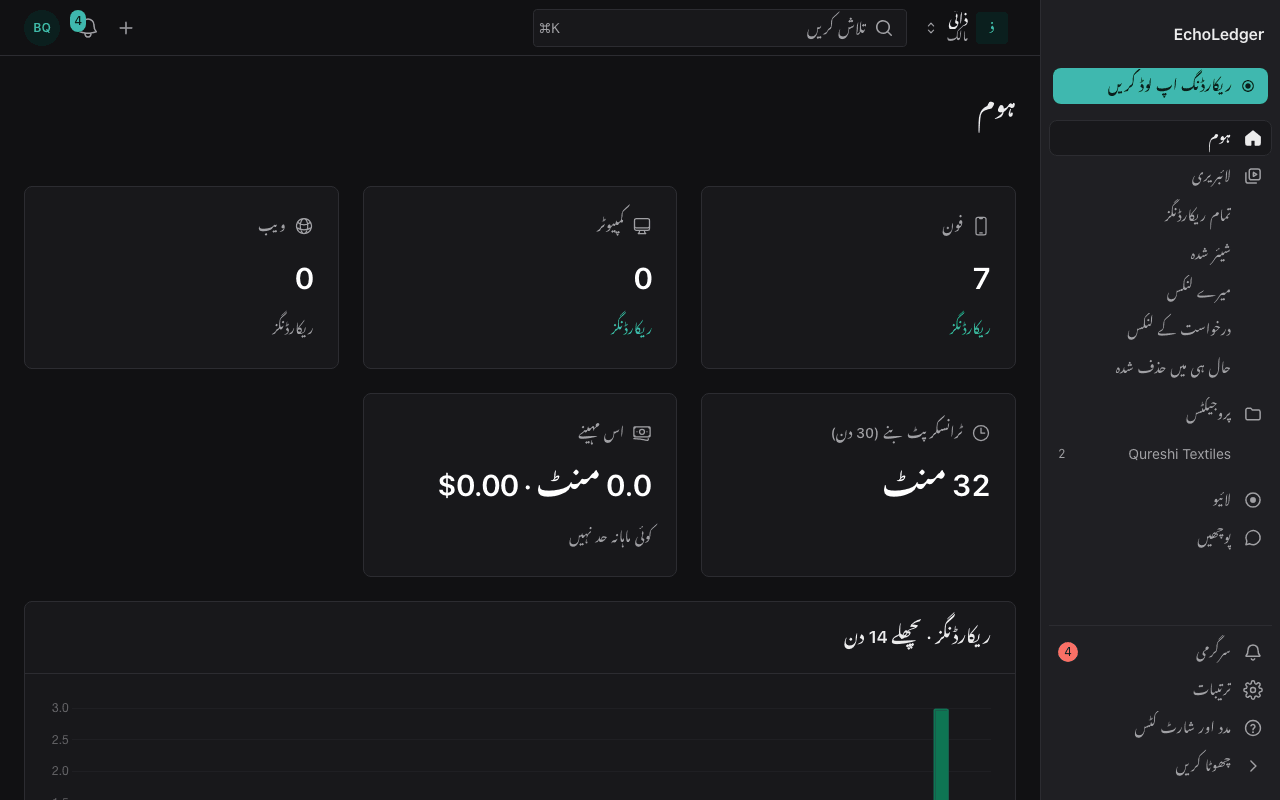 EchoLedger
ریکارڈنگ اپ لوڈ کریں
ہوم
لائبریری
تمام ریکارڈنگز
شیئر شدہ
میرے لنکس
درخواست کے لنکس
حال ہی میں حذف شدہ
پروجیکٹس
Qureshi Textiles 2
لائیو
پوچھیں
سرگرمی 4
ترتیبات
مدد اور شارٹ کٹس
چھوٹا کریں
ذ
ذاتی
مالک
تلاش کریں ⌘K
4
BQ
ہوم
فون
7
ریکارڈنگز
کمپیوٹر
0
ریکارڈنگز
ویب
0
ریکارڈنگز
ٹرانسکرپٹ بنے (30 دن)
32 منٹ
اس مہینے
0.0 منٹ · $0.00
کوئی ماہانہ حد نہیں
ریکارڈنگز · پچھلے 14 دن
3.0
2.5
2.0